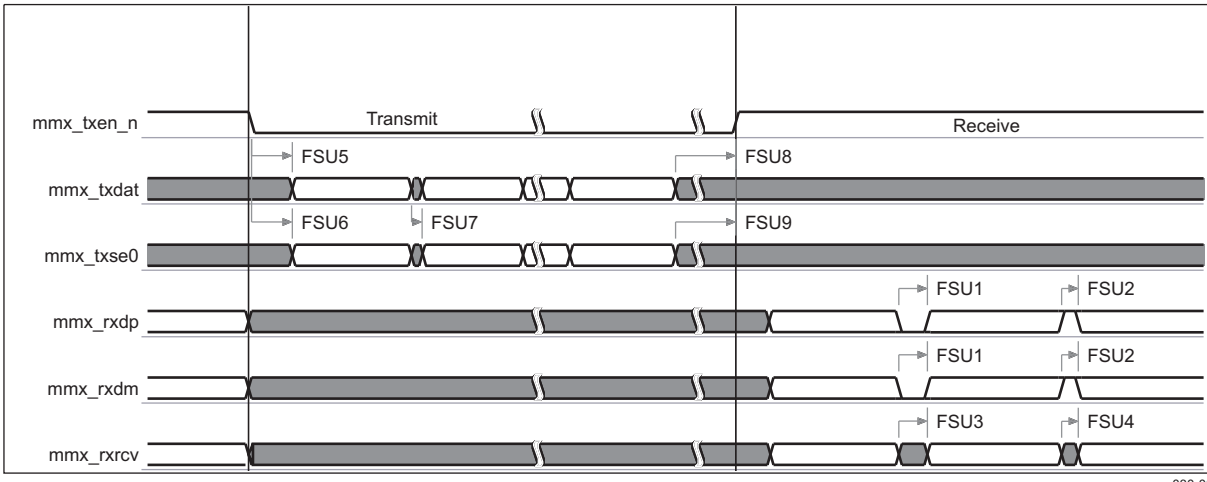 mmx_txen_n
Transmit
Receive
FSU5
FSU8
mmx_txdat
FSU6
FSU7
FSU9
mmx_txse0
FSU1
FSU2
mmx_rxdp
FSU1
FSU2
mmx_rxdm
FSU3
FSU4
mmx_rxrcv